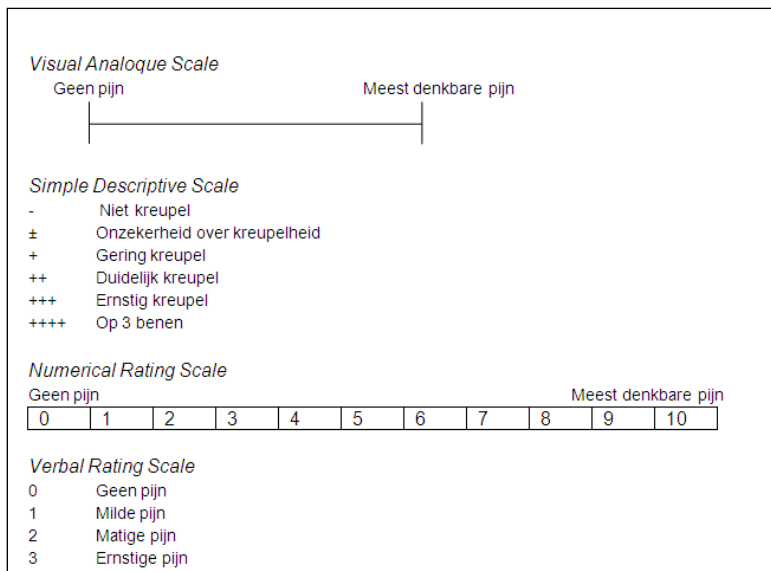 Visual Analoque Scale
Geen pijn Meest denkbare pijn
Simple Descriptive Scale
- Niet kreupel
± Onzekerheid over kreupelheid
+ Gering kreupel
++ Duidelijk kreupel
+++ Ernstig kreupel
++++ Op 3 benen
Numerical Rating Scale
Geen pijn Meest denkbare pijn
0 1 2 3 4 5 6 7 8 9 10
Verbal Rating Scale
0 Geen pijn
1 Milde pijn
2 Matige pijn
3 Ernstige pijn